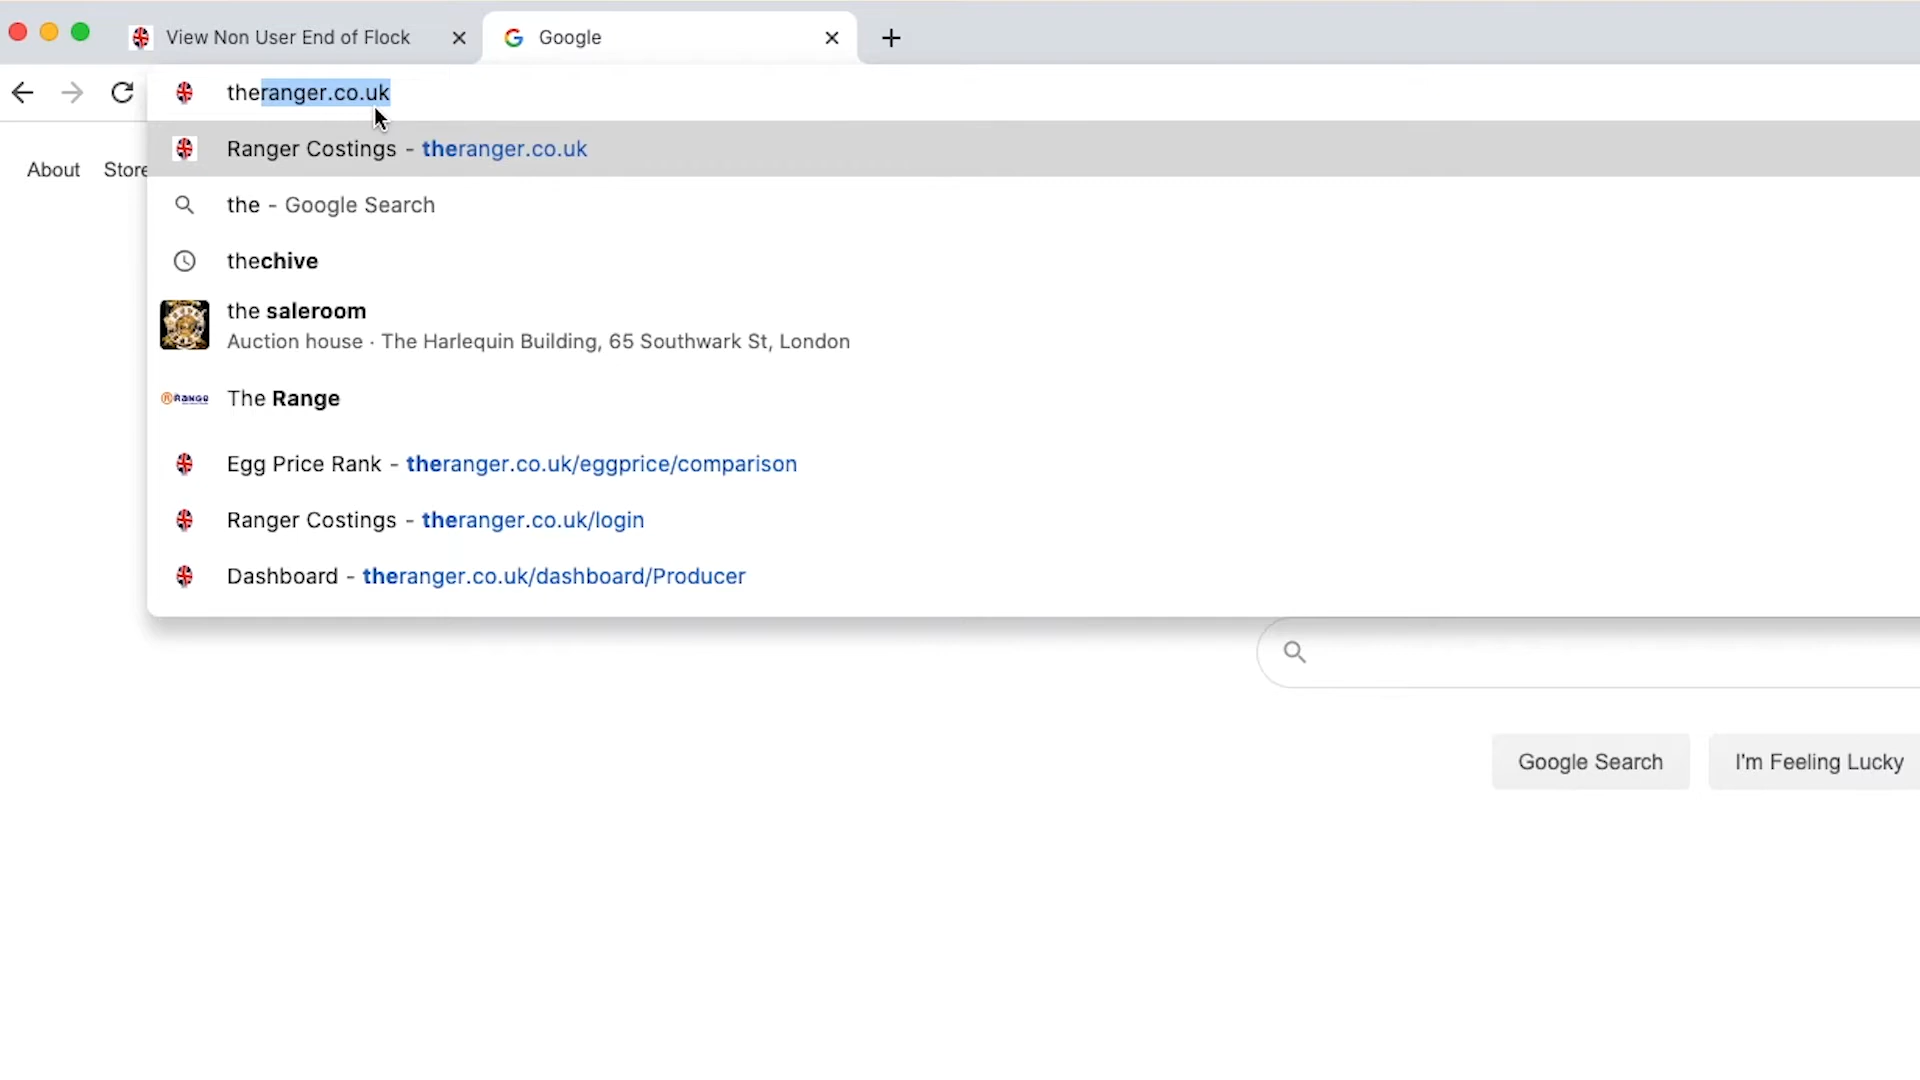 View Non User End of Flock
Google
theranger.co.uk
About Store
Ranger Costings - theranger.co.uk
the - Google Search
thechive
the saleroom
Auction house · The Harlequin Building, 65 Southwark St, London
RANGE The Range
Egg Price Rank - theranger.co.uk/eggprice/comparison
Ranger Costings - theranger.co.uk/login
Dashboard - theranger.co.uk/dashboard/Producer
Google Search
I'm Feeling Lucky